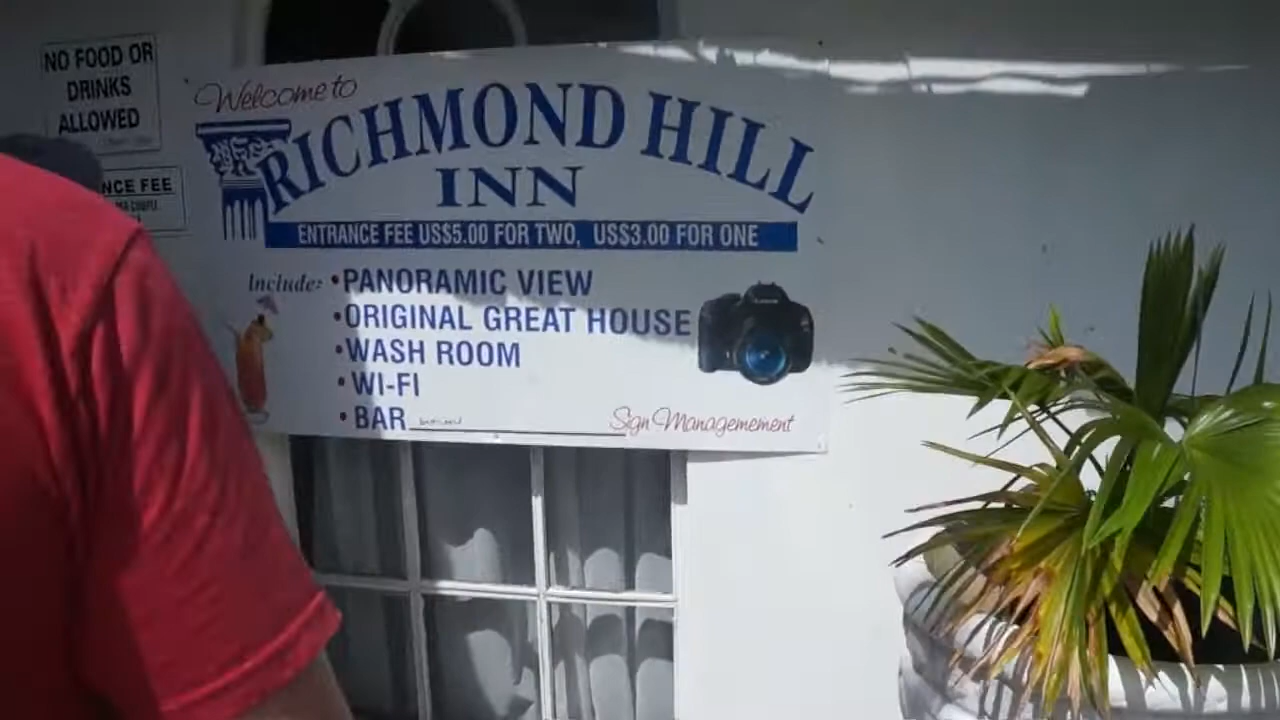 NO FOOD OR
DRINKS
ALLOWED
NCE FEE
Welcome to
RICHMOND HILL
INN
ENTRANCE FEE US$5.00 FOR TWO, US$3.00 FOR ONE
Include:
•PANORAMIC VIEW
•ORIGINAL GREAT HOUSE
•WASH ROOM
•WI-FI
•BAR
Sign Managemement